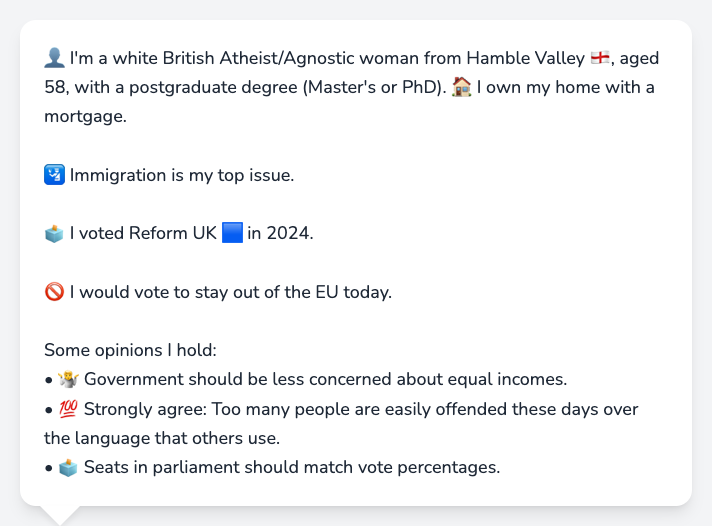 👤 I'm a white British Atheist/Agnostic woman from Hamble Valley 🏴󠁧󠁢󠁥󠁮󠁧󠁿, aged
58, with a postgraduate degree (Master's or PhD). 🏠 I own my home with a
mortgage.
🛂 Immigration is my top issue.
🗳️ I voted Reform UK 🟦 in 2024.
🚫 I would vote to stay out of the EU today.
Some opinions I hold:
• 🤷‍♀️ Government should be less concerned about equal incomes.
• 💯 Strongly agree: Too many people are easily offended these days over
the language that others use.
• 🗳️ Seats in parliament should match vote percentages.